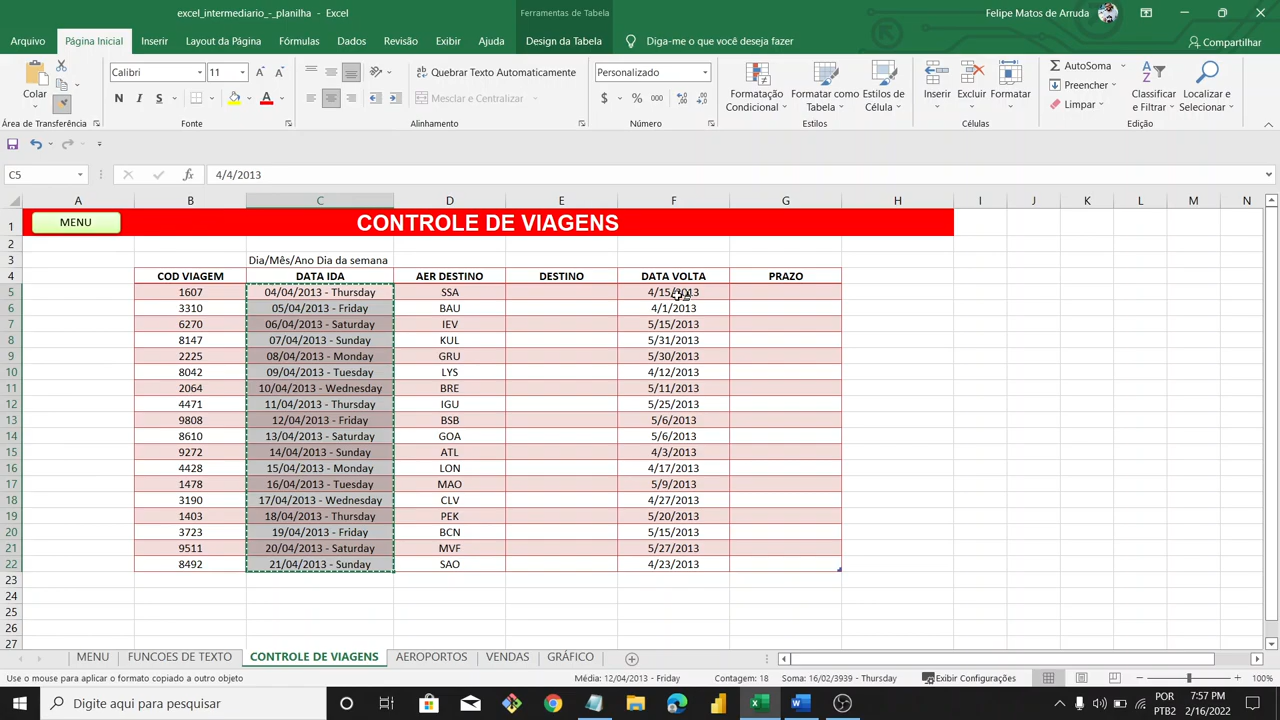 excel_intermediario_-_planilha - Excel
Ferramentas de Tabela
Felipe Matos de Arruda
Arquivo Página Inicial Inserir Layout da Página Fórmulas Dados Revisão Exibir Ajuda Design da Tabela Diga-me o que você deseja fazer Compartilhar
Colar Calibri 11 Quebrar Texto Automaticamente Personalizado Formatação Condicional Formatar como Tabela Estilos de Célula Inserir Excluir Formatar AutoSoma Preencher Limpar Classificar e Filtrar Localizar e Selecionar
N I S Mesclar e Centralizar $ % 000
Área de Transferência Fonte Alinhamento Número Estilos Células Edição
C5 fx 4/4/2013
A B C D E F G H I J K L M N
1 MENU CONTROLE DE VIAGENS
2
3 Dia/Mês/Ano Dia da semana
4 COD VIAGEM DATA IDA AER DESTINO DESTINO DATA VOLTA PRAZO
5 1607 04/04/2013 - Thursday SSA 4/15/2013
6 3310 05/04/2013 - Friday BAU 4/1/2013
7 6270 06/04/2013 - Saturday IEV 5/15/2013
8 8147 07/04/2013 - Sunday KUL 5/31/2013
9 2225 08/04/2013 - Monday GRU 5/30/2013
10 8042 09/04/2013 - Tuesday LYS 4/12/2013
11 2064 10/04/2013 - Wednesday BRE 5/11/2013
12 4471 11/04/2013 - Thursday IGU 5/25/2013
13 9808 12/04/2013 - Friday BSB 5/6/2013
14 8610 13/04/2013 - Saturday GOA 5/6/2013
15 9272 14/04/2013 - Sunday ATL 4/3/2013
16 4428 15/04/2013 - Monday LON 4/17/2013
17 1478 16/04/2013 - Tuesday MAO 5/9/2013
18 3190 17/04/2013 - Wednesday CLV 4/27/2013
19 1403 18/04/2013 - Thursday PEK 5/20/2013
20 3723 19/04/2013 - Friday BCN 5/15/2013
21 9511 20/04/2013 - Saturday MVF 5/27/2013
22 8492 21/04/2013 - Sunday SAO 4/23/2013
23
24
25
26
27
MENU FUNCOES DE TEXTO CONTROLE DE VIAGENS AEROPORTOS VENDAS GRÁFICO
Use o mouse para aplicar o formato copiado a outro objeto Média: 12/04/2013 - Friday Contagem: 18 Soma: 16/02/3939 - Thursday Exibir Configurações 100%
Digite aqui para pesquisar
POR 7:57 PM
PTB2 2/16/2022